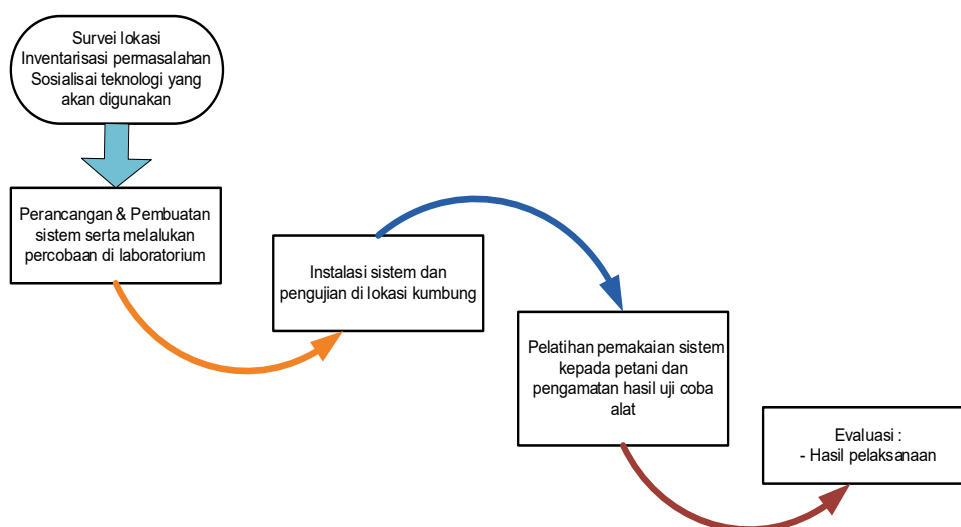 Survei lokasi
Inventarisasi permasalahan
Sosialisai teknologi yang
akan digunakan
Perancangan & Pembuatan
sistem serta melalukan
percobaan di laboratorium
Instalasi sistem dan
pengujian di lokasi kumbung
Pelatihan pemakaian sistem
kepada petani dan
pengamatan hasil uji coba
alat
Evaluasi :
- Hasil pelaksanaan